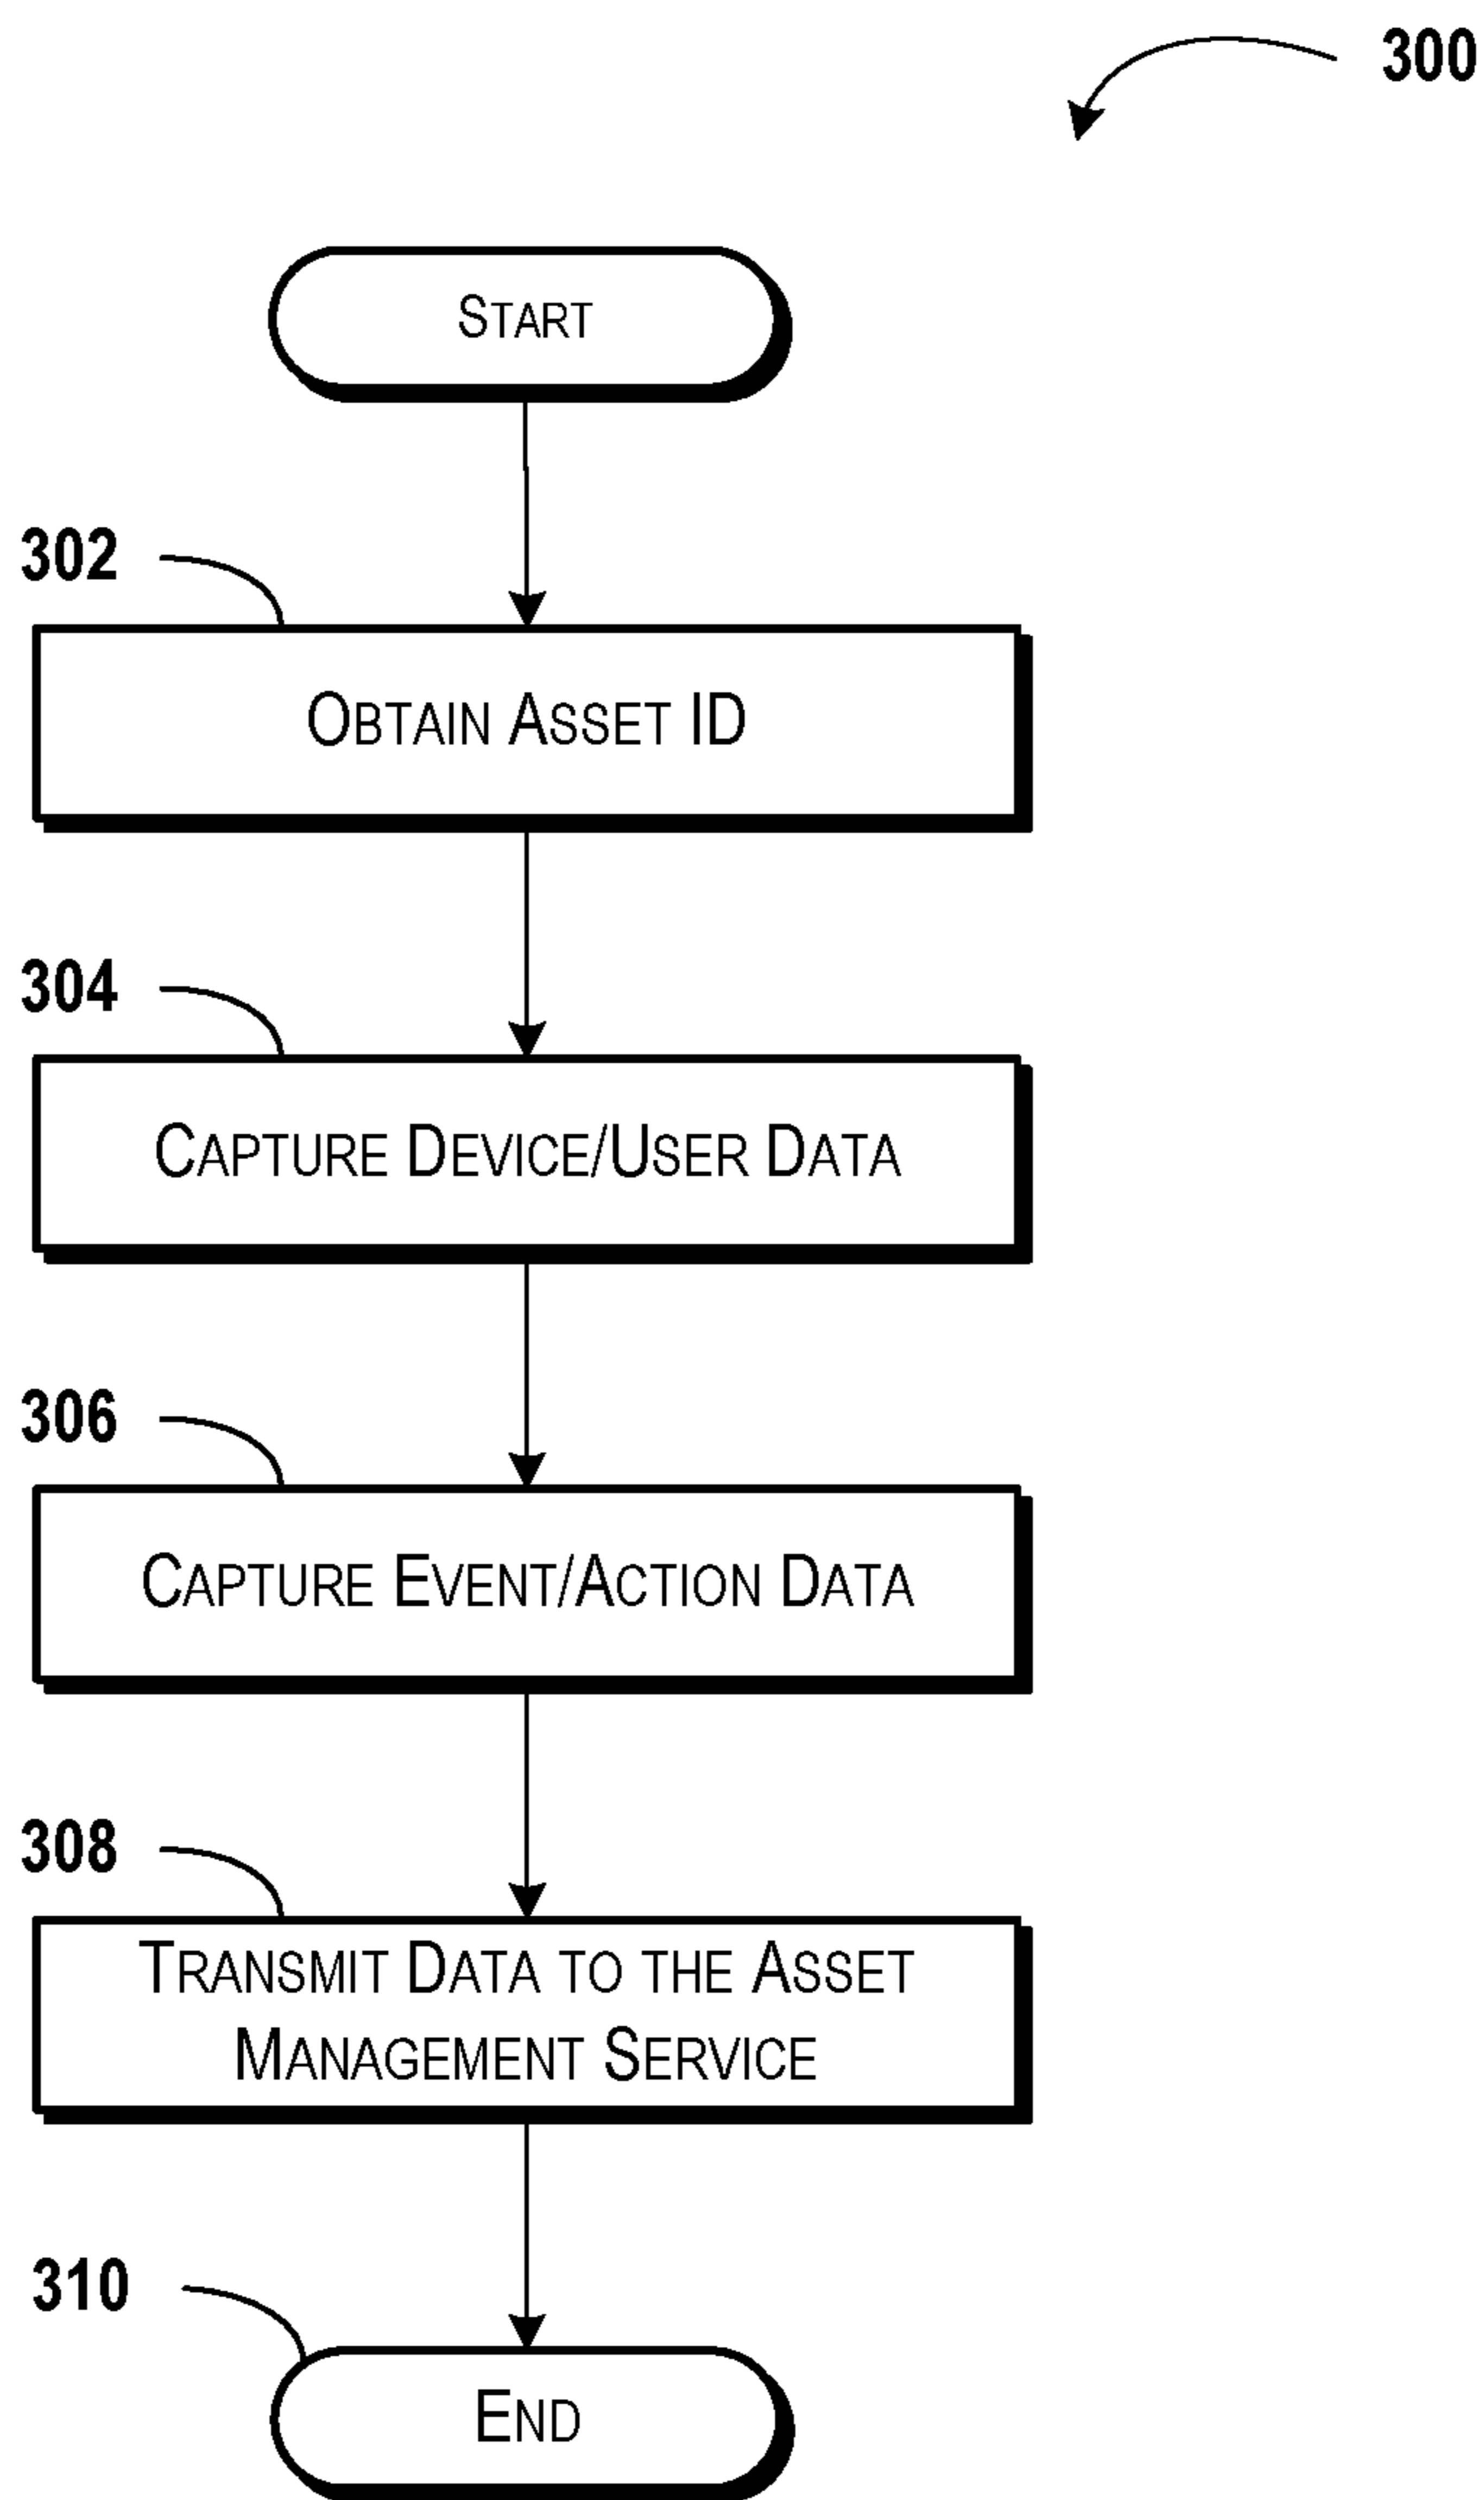 300
START
302
OBTAIN ASSET ID
304
CAPTURE DEVICE/USER DATA
306
CAPTURE EVENT/ACTION DATA
308
TRANSMIT DATA TO THE ASSET
MANAGEMENT SERVICE
310
END